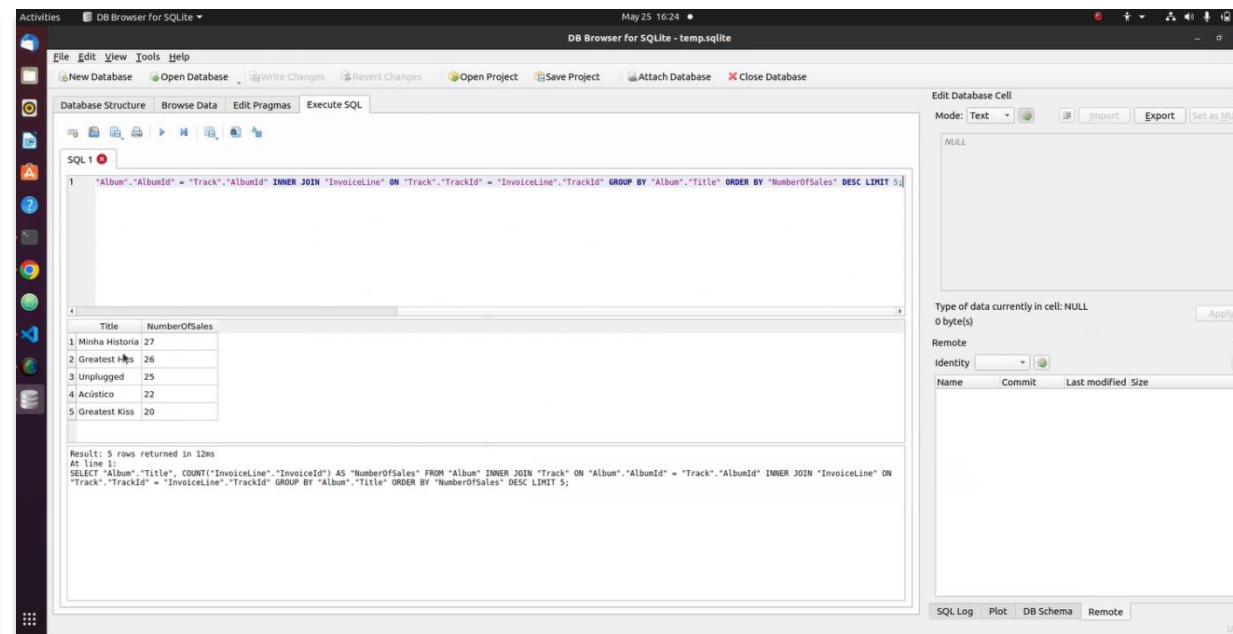 Activities DB Browser for SQLite May 25 16:24
DB Browser for SQLite - temp.sqlite
File Edit View Tools Help
New Database Open Database Write Changes Revert Changes Open Project Save Project Attach Database Close Database
Database Structure Browse Data Edit Pragmas Execute SQL
SQL 1
1 "Album"."AlbumId" = "Track"."AlbumId" INNER JOIN "InvoiceLine" ON "Track"."TrackId" = "InvoiceLine"."TrackId" GROUP BY "Album"."Title" ORDER BY "NumberOfSales" DESC LIMIT 5;
Title NumberOfSales
1 Minha Historia 27
2 Greatest 26
3 Unplugged 25
4 Acústico 22
5 Greatest Kiss 20
Result: 5 rows returned in 12ms
At line 1:
SELECT "Album"."Title", COUNT("InvoiceLine"."InvoiceId") AS "NumberOfSales" FROM "Album" INNER JOIN "Track" ON "Album"."AlbumId" = "Track"."AlbumId" INNER JOIN "InvoiceLine" ON
"Track"."TrackId" = "InvoiceLine"."TrackId" GROUP BY "Album"."Title" ORDER BY "NumberOfSales" DESC LIMIT 5;
Edit Database Cell
Mode: Text Import Export Set as
NULL
Type of data currently in cell: NULL
0 byte(s)
Apply
Remote
Identity
Name Commit Last modified Size
SQL Log Plot DB Schema Remote